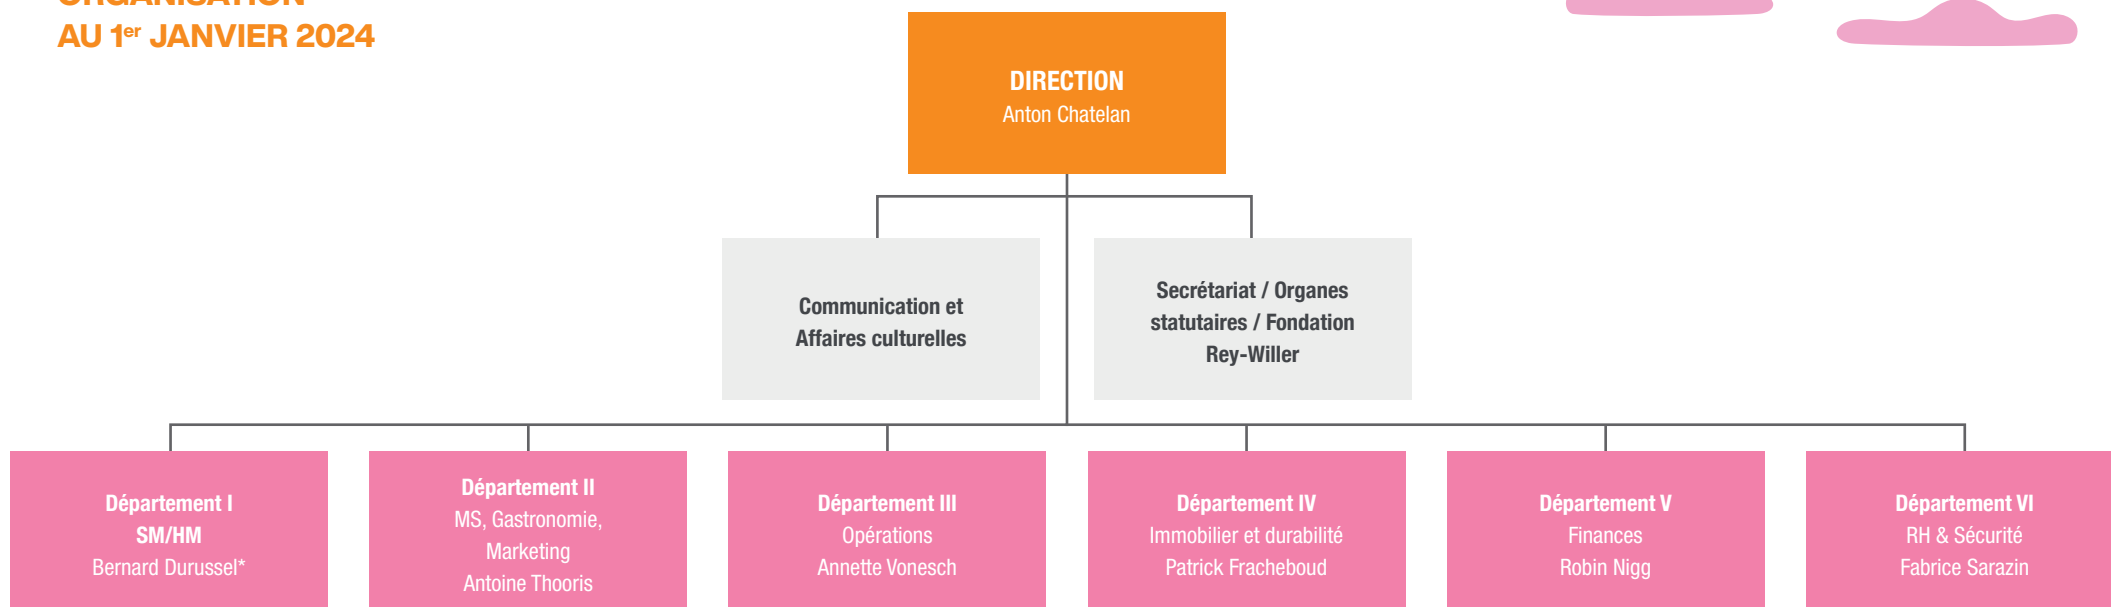 ORGANISATION
AU 1er JANVIER 2024
DIRECTION
Anton Chatelan
Communication et
Affaires culturelles
Secrétariat / Organes
statutaires / Fondation
Rey-Willer
Département I
SM/HM
Bernard Durussel*
Département II
MS, Gastronomie,
Marketing
Antoine Thooris
Département III
Opérations
Annette Vonesch
Département IV
Immobilier et durabilité
Patrick Fracheboud
Département V
Finances
Robin Nigg
Département VI
RH & Sécurité
Fabrice Sarazin